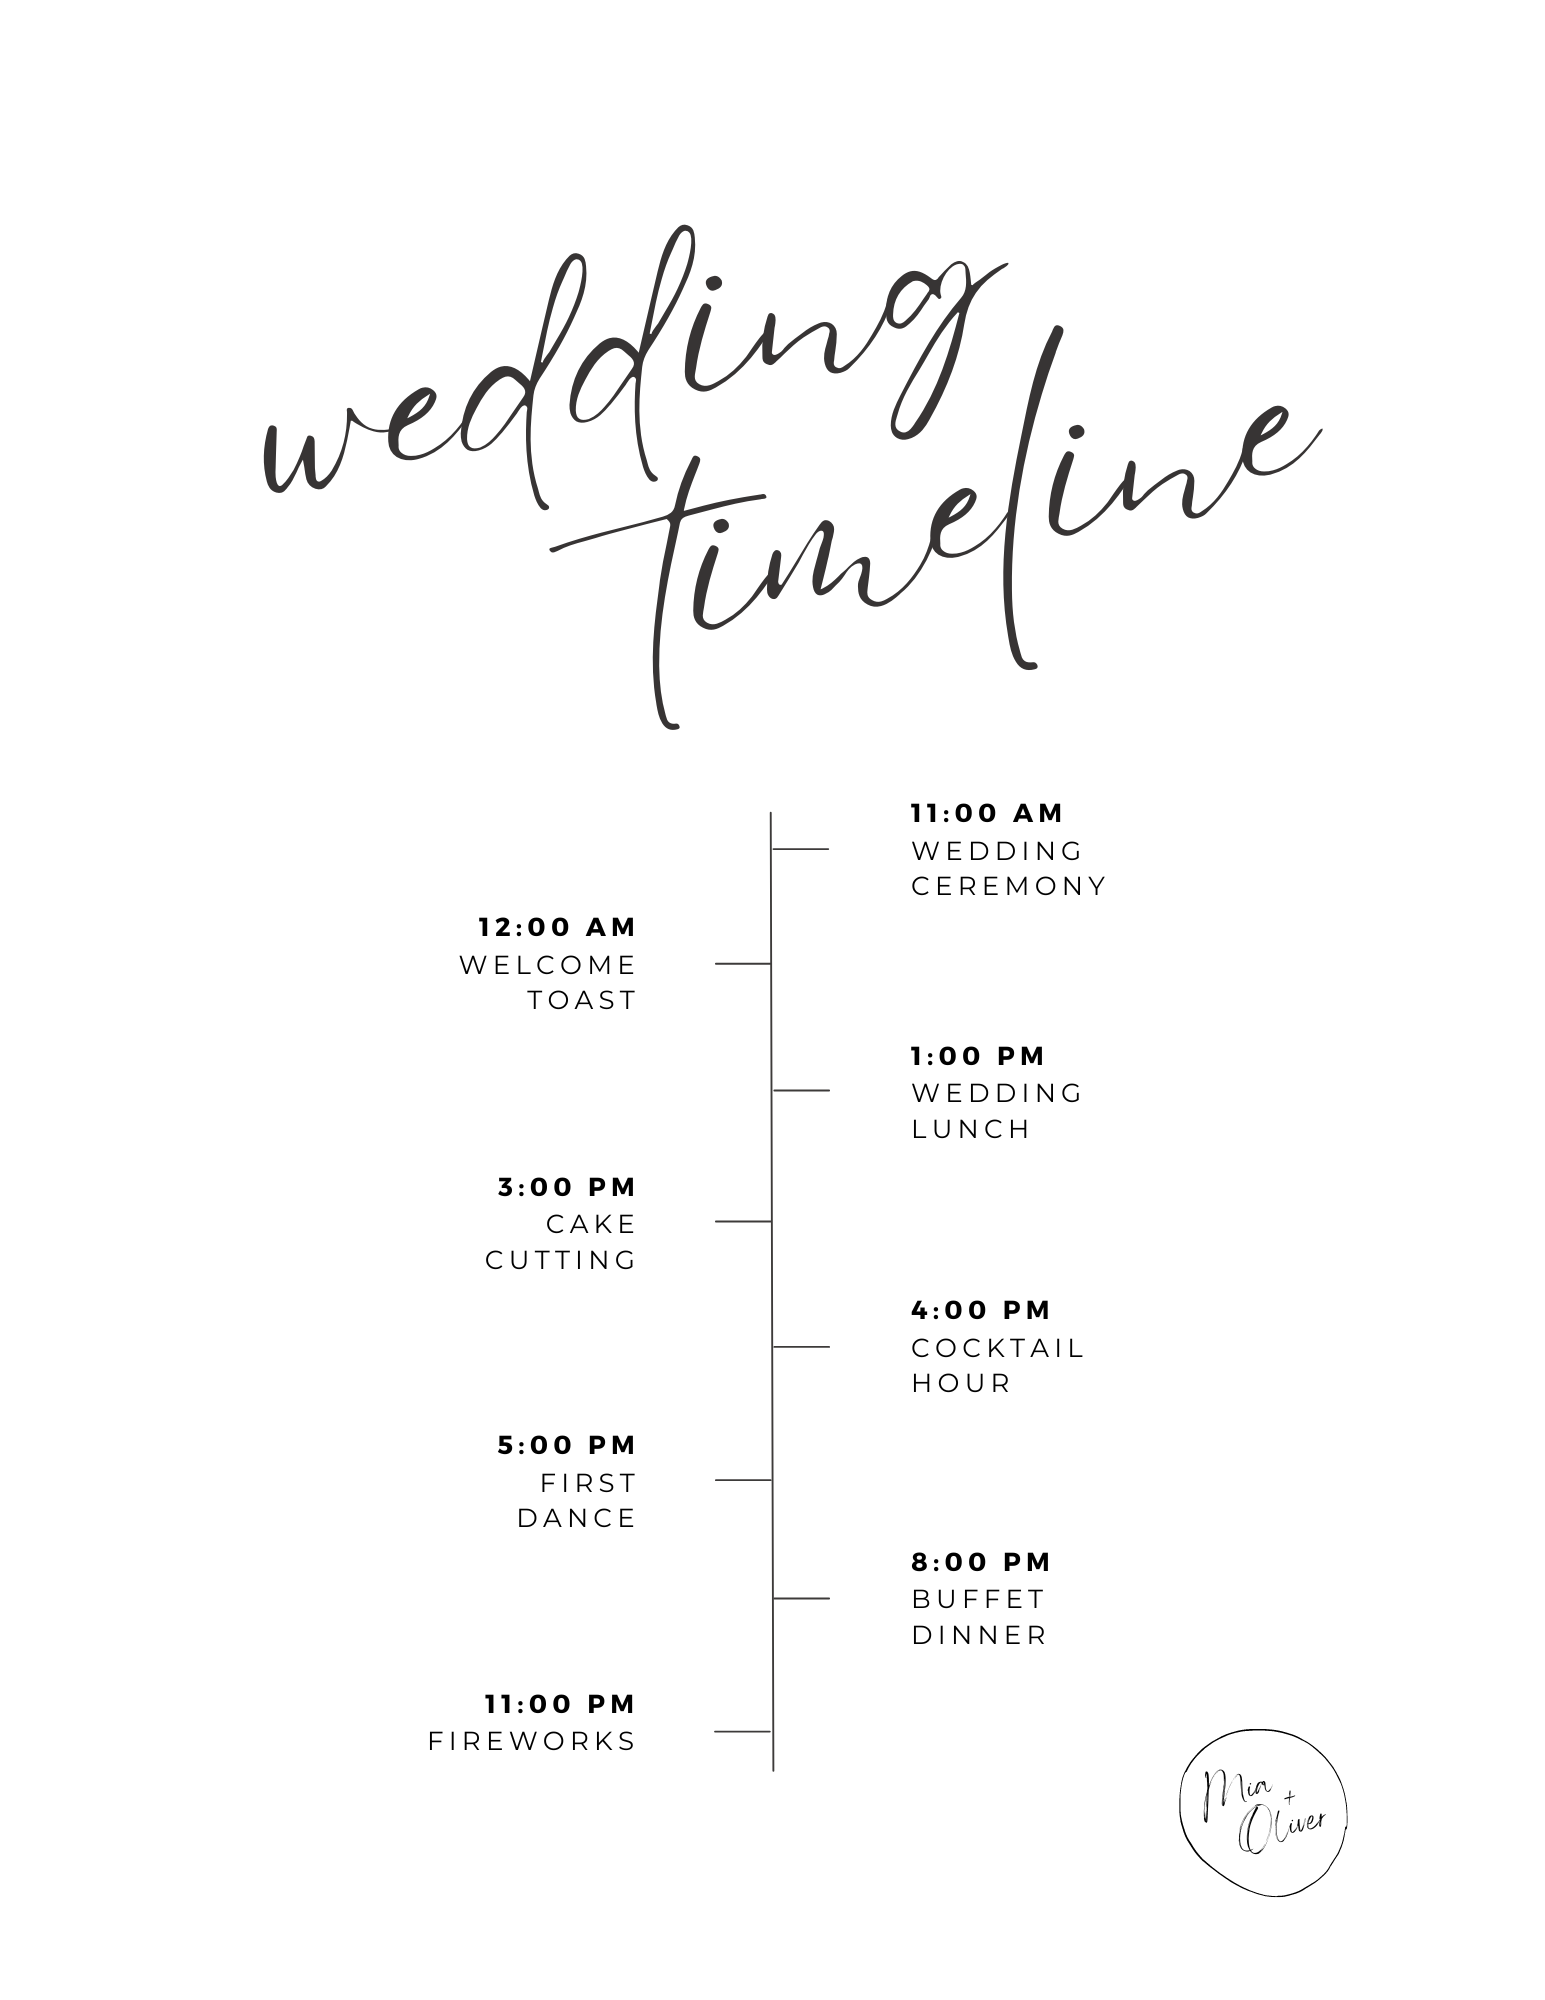 wedding
timeline
11:00 AM
WEDDING
CEREMONY
12:00 AM
WELCOME
TOAST
1:00 PM
WEDDING
LUNCH
3:00 PM
CAKE
CUTTING
4:00 PM
COCKTAIL
HOUR
5:00 PM
FIRST
DANCE
8:00 PM
BUFFET
DINNER
11:00 PM
FIREWORKS
Mia
+
Oliver